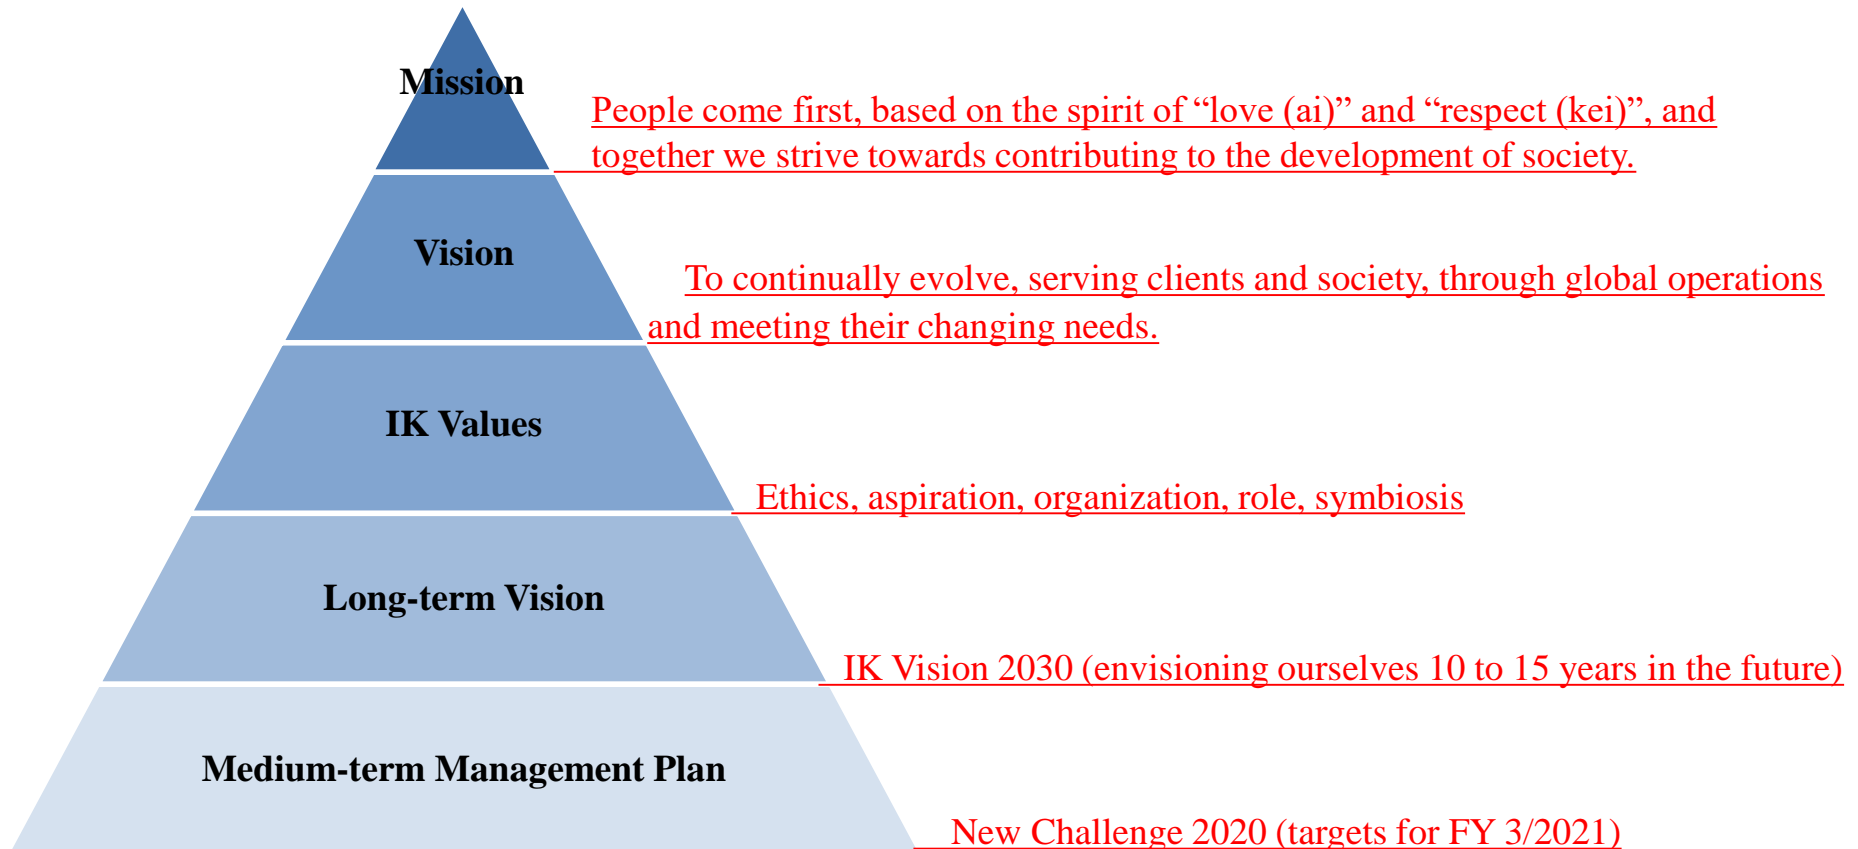 Mission
People come first, based on the spirit of “love (ai)” and “respect (kei)”, and
together we strive towards contributing to the development of society.
Vision
To continually evolve, serving clients and society, through global operations
and meeting their changing needs.
IK Values
Ethics, aspiration, organization, role, symbiosis
Long-term Vision
IK Vision 2030 (envisioning ourselves 10 to 15 years in the future)
Medium-term Management Plan
New Challenge 2020 (targets for FY 3/2021)